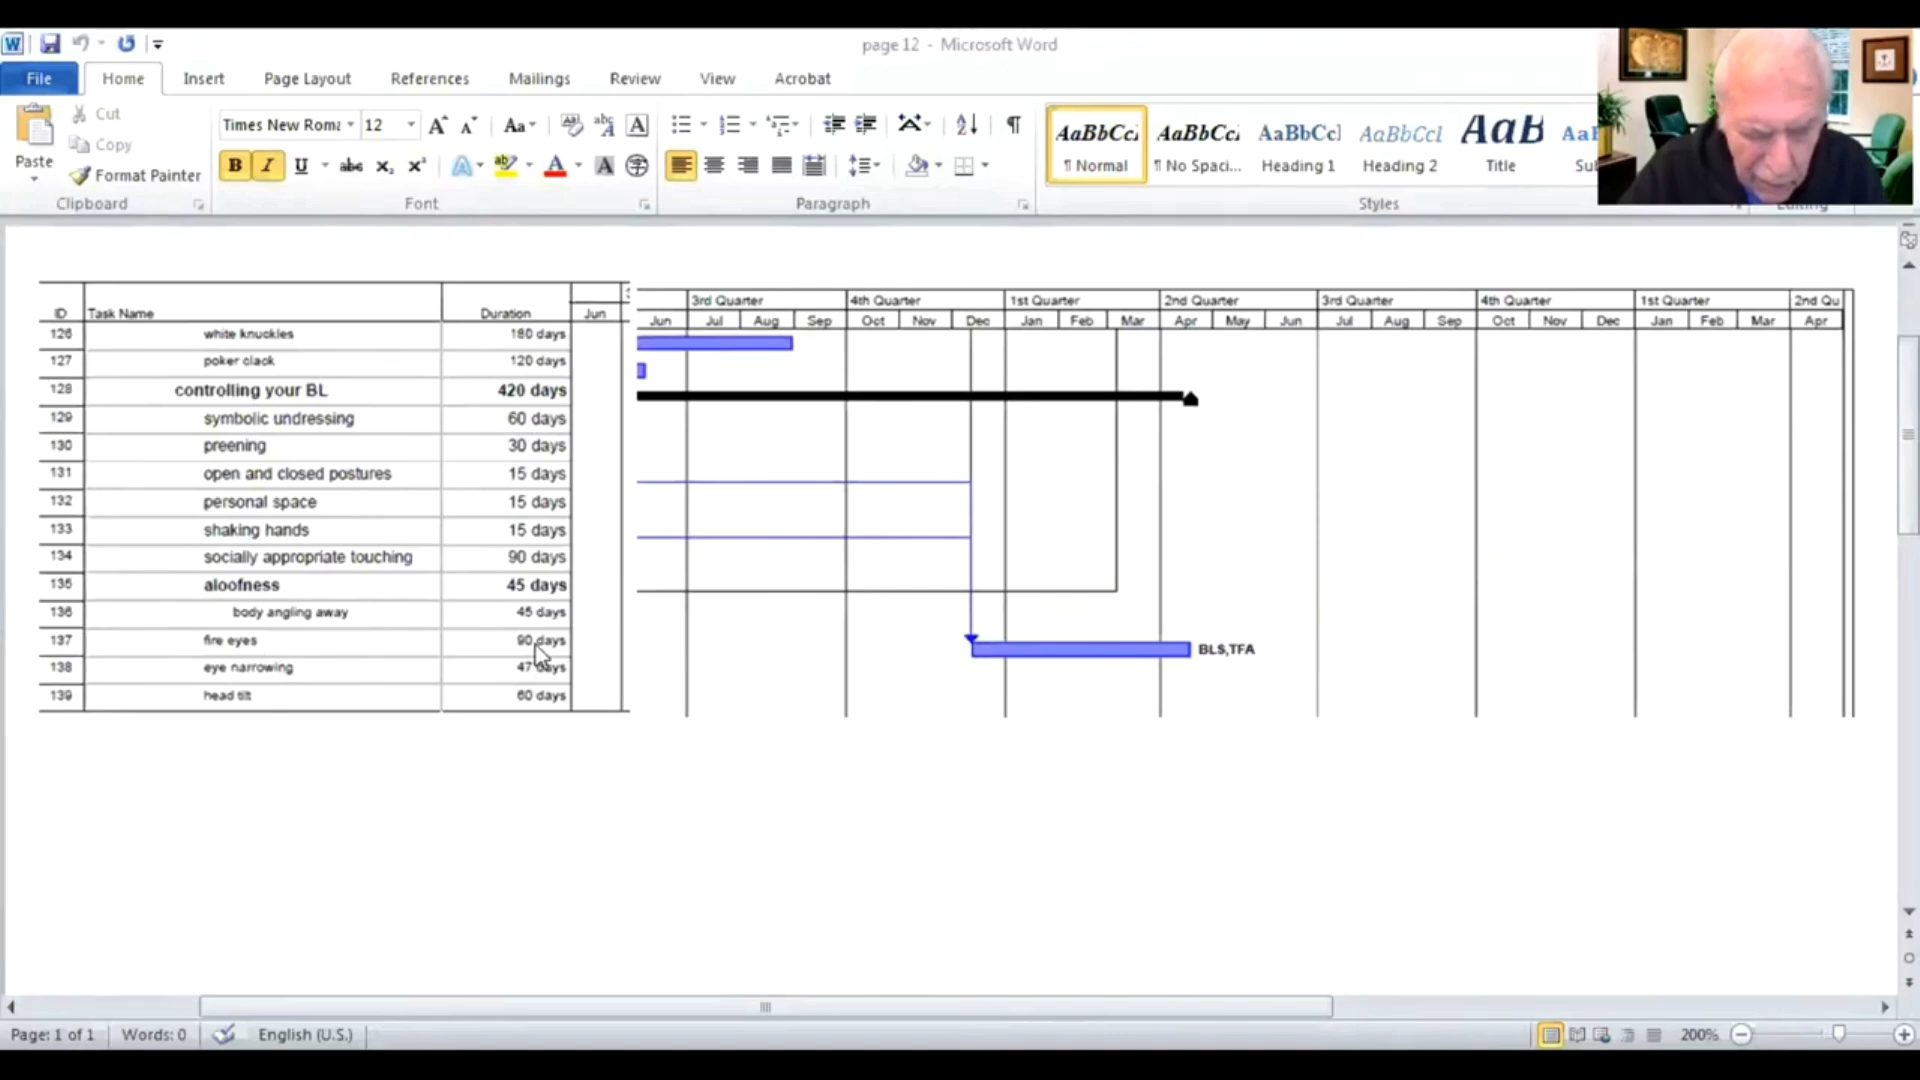 page 12 - Microsoft Word
File Home Insert Page Layout References Mailings Review View Acrobat
Cut
Copy
Paste
Format Painter
Times New Roma 12
AaBbCcI AaBbCcI AaBbCcI AaBbCcI AaB
¶ Normal ¶ No Spaci... Heading 1 Heading 2 Title
Clipboard Font Paragraph Styles
ID Task Name Duration Jun
3rd Quarter 4th Quarter 1st Quarter 2nd Quarter 3rd Quarter 4th Quarter 1st Quarter 2nd Qu
Jun Jul Aug Sep Oct Nov Dec Jan Feb Mar Apr May Jun Jul Aug Sep Oct Nov Dec Jan Feb Mar Apr
126 white knuckles 180 days
127 poker clack 120 days
128 controlling your BL 420 days
129 symbolic undressing 60 days
130 preening 30 days
131 open and closed postures 15 days
132 personal space 15 days
133 shaking hands 15 days
134 socially appropriate touching 90 days
135 aloofness 45 days
136 body angling away 45 days
137 fire eyes 90 days
BLS,TFA
138 eye narrowing 47 days
139 head tilt 60 days
Page: 1 of 1 Words: 0 English (U.S.) 200%